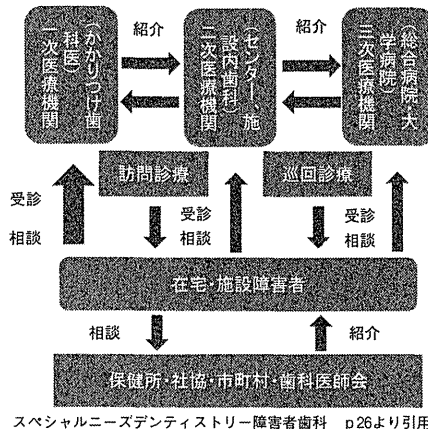 一次医療機関
(かかりつけ歯
科医)
紹介
二次医療機関
(センター、施
設内歯科)
紹介
三次医療機関
(総合病院・大
学病院)
訪問診療
巡回診療
受診
相談
受診
相談
受診
相談
在宅・施設障害者
相談
紹介
保健所・社協・市町村・歯科医師会
スペシャルニーズデンティストリー障害者歯科 p26より引用